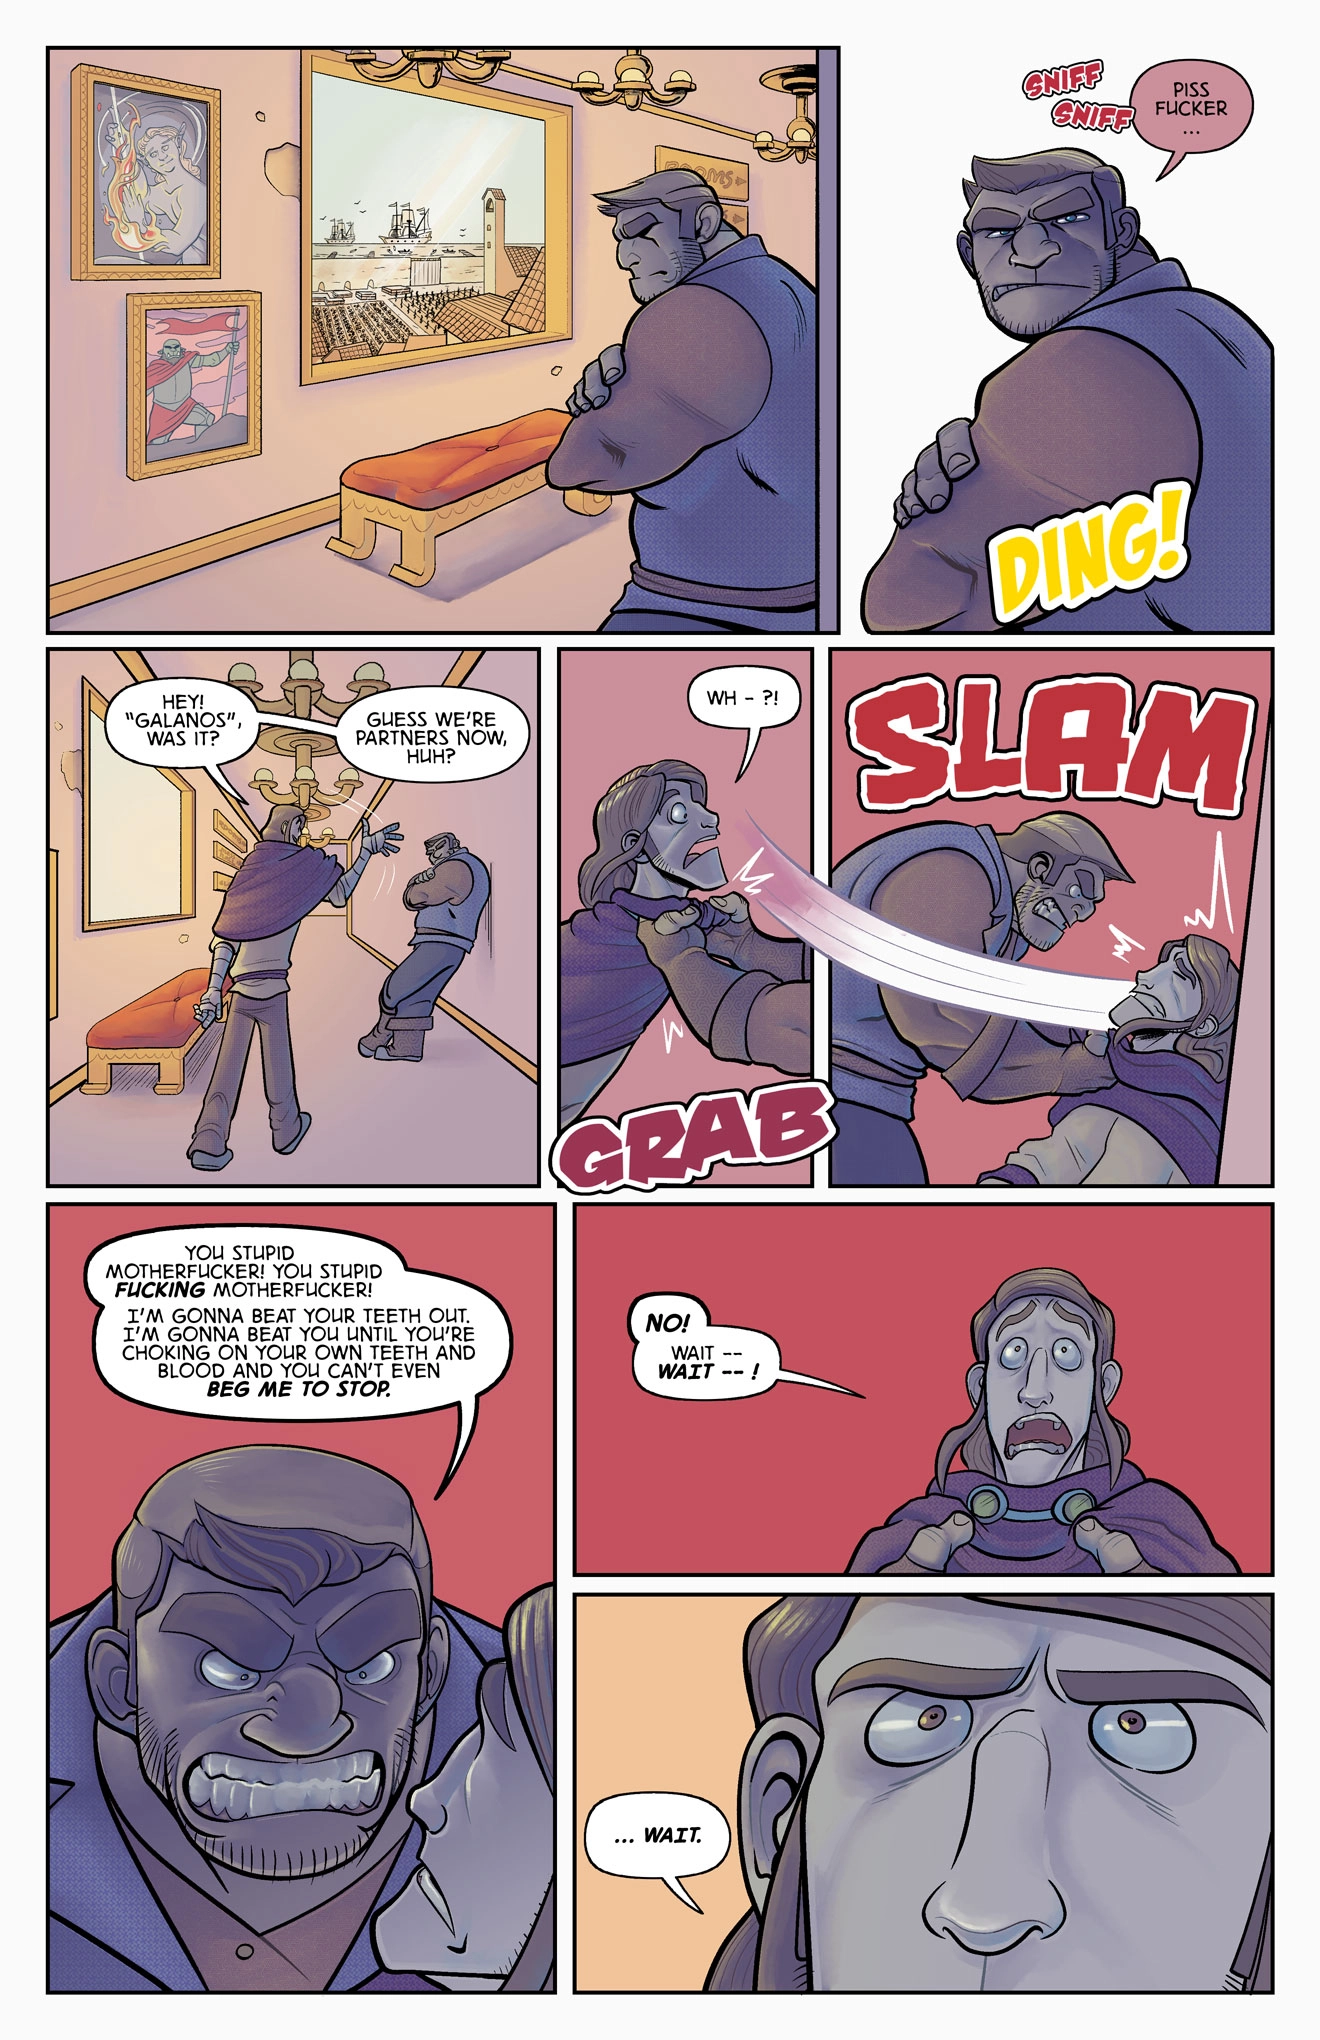 ROOMS
SNIFF
SNIFF
PISS
FUCKER
...
DING!
HEY!
"GALANOS",
WAS IT?
GUESS WE'RE
PARTNERS NOW,
HUH?
WH - ?!
GRAB
SLAM
YOU STUPID
MOTHERFUCKER! YOU STUPID
FUCKING MOTHERFUCKER!
I'M GONNA BEAT YOUR TEETH OUT.
I'M GONNA BEAT YOU UNTIL YOU'RE
CHOKING ON YOUR OWN TEETH AND
BLOOD AND YOU CAN'T EVEN
BEG ME TO STOP.
NO!
WAIT --
WAIT -- !
... WAIT.